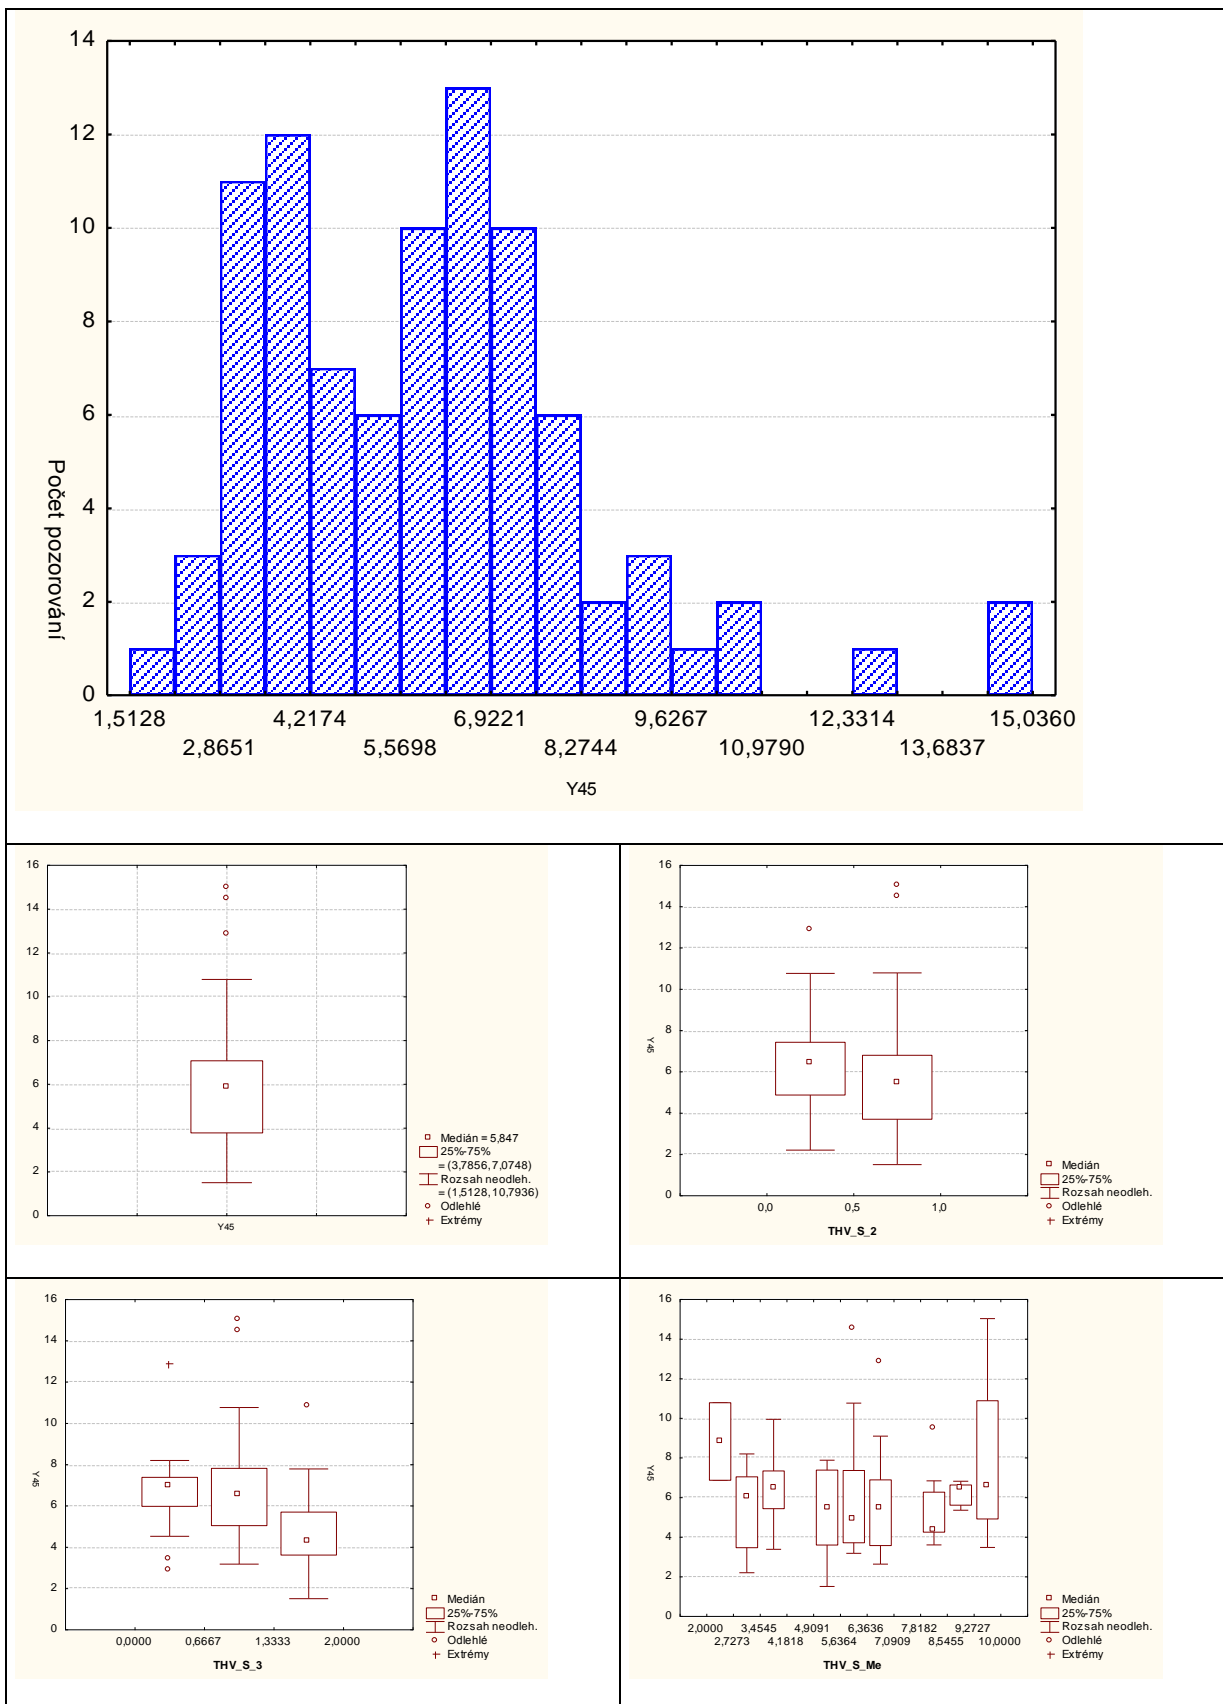 14
12
10
8
6
4
2
0
Počet pozorování
1,5128 4,2174 6,9221 9,6267 12,3314 15,0360
2,8651 5,5698 8,2744 10,9790 13,6837
Y45
16
14
12
10
8
6
4
2
0
Y45
Medián = 5,847
25%-75%
= (3,7856, 7,0748)
Rozsah neodleh.
= (1,5128, 10,7936)
Odlehlé
Extrémy
16
14
12
10
8
6
4
2
0
Y45
0,0 0,5 1,0
THV_S_2
Medián
25%-75%
Rozsah neodleh.
Odlehlé
Extrémy
16
14
12
10
8
6
4
2
0
Y45
0,0000 0,6667 1,3333 2,0000
THV_S_3
Medián
25%-75%
Rozsah neodleh.
Odlehlé
Extrémy
16
14
12
10
8
6
4
2
0
Y45
2,0000 3,4545 4,9091 6,3636 7,8182 9,2727
2,7273 4,1818 5,6364 7,0909 8,5455 10,0000
THV_S_Me
Medián
25%-75%
Rozsah neodleh.
Odlehlé
Extrémy